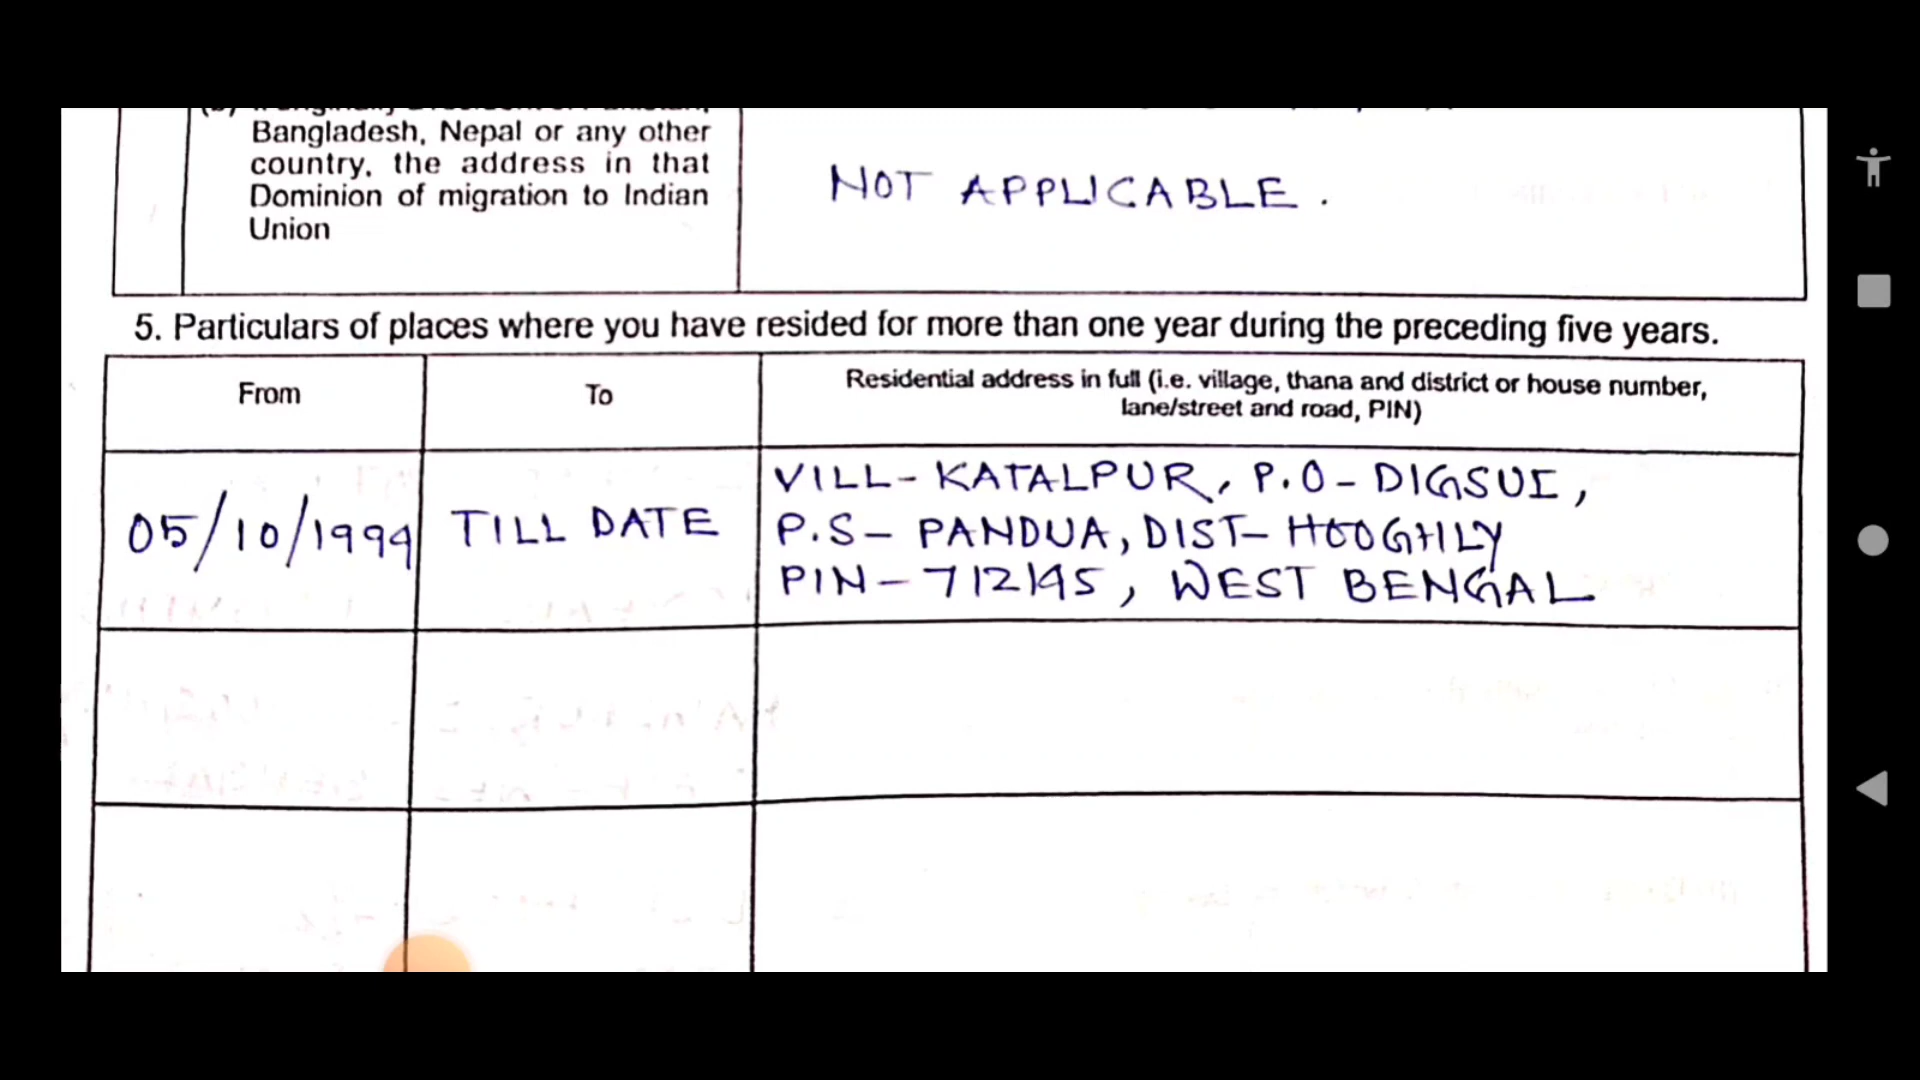 Bangladesh, Nepal or any other
country, the address in that
Dominion of migration to Indian
Union
NOT APPLICABLE.
5. Particulars of places where you have resided for more than one year during the preceding five years.
From
To
Residential address in full (i.e. village, thana and district or house number,
lane/street and road, PIN)
05/10/1994
TILL DATE
VILL- KATALPUR, P.O- DIGSUI,
P.S- PANDUA, DIST- HOOGHLY
PIN- 712145, WEST BENGAL